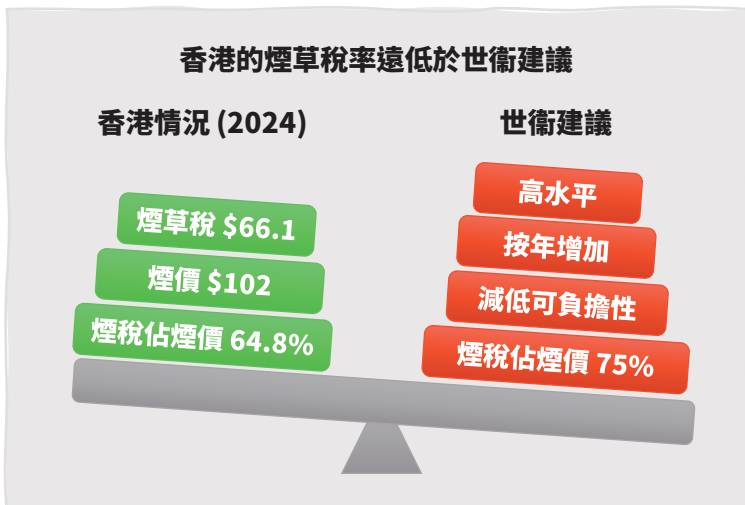 香港的煙草稅率遠低於世衞建議
香港情況 (2024)
煙草稅 $66.1
煙價 $102
煙稅佔煙價 64.8%
世衞建議
高水平
按年增加
減低可負擔性
煙稅佔煙價 75%